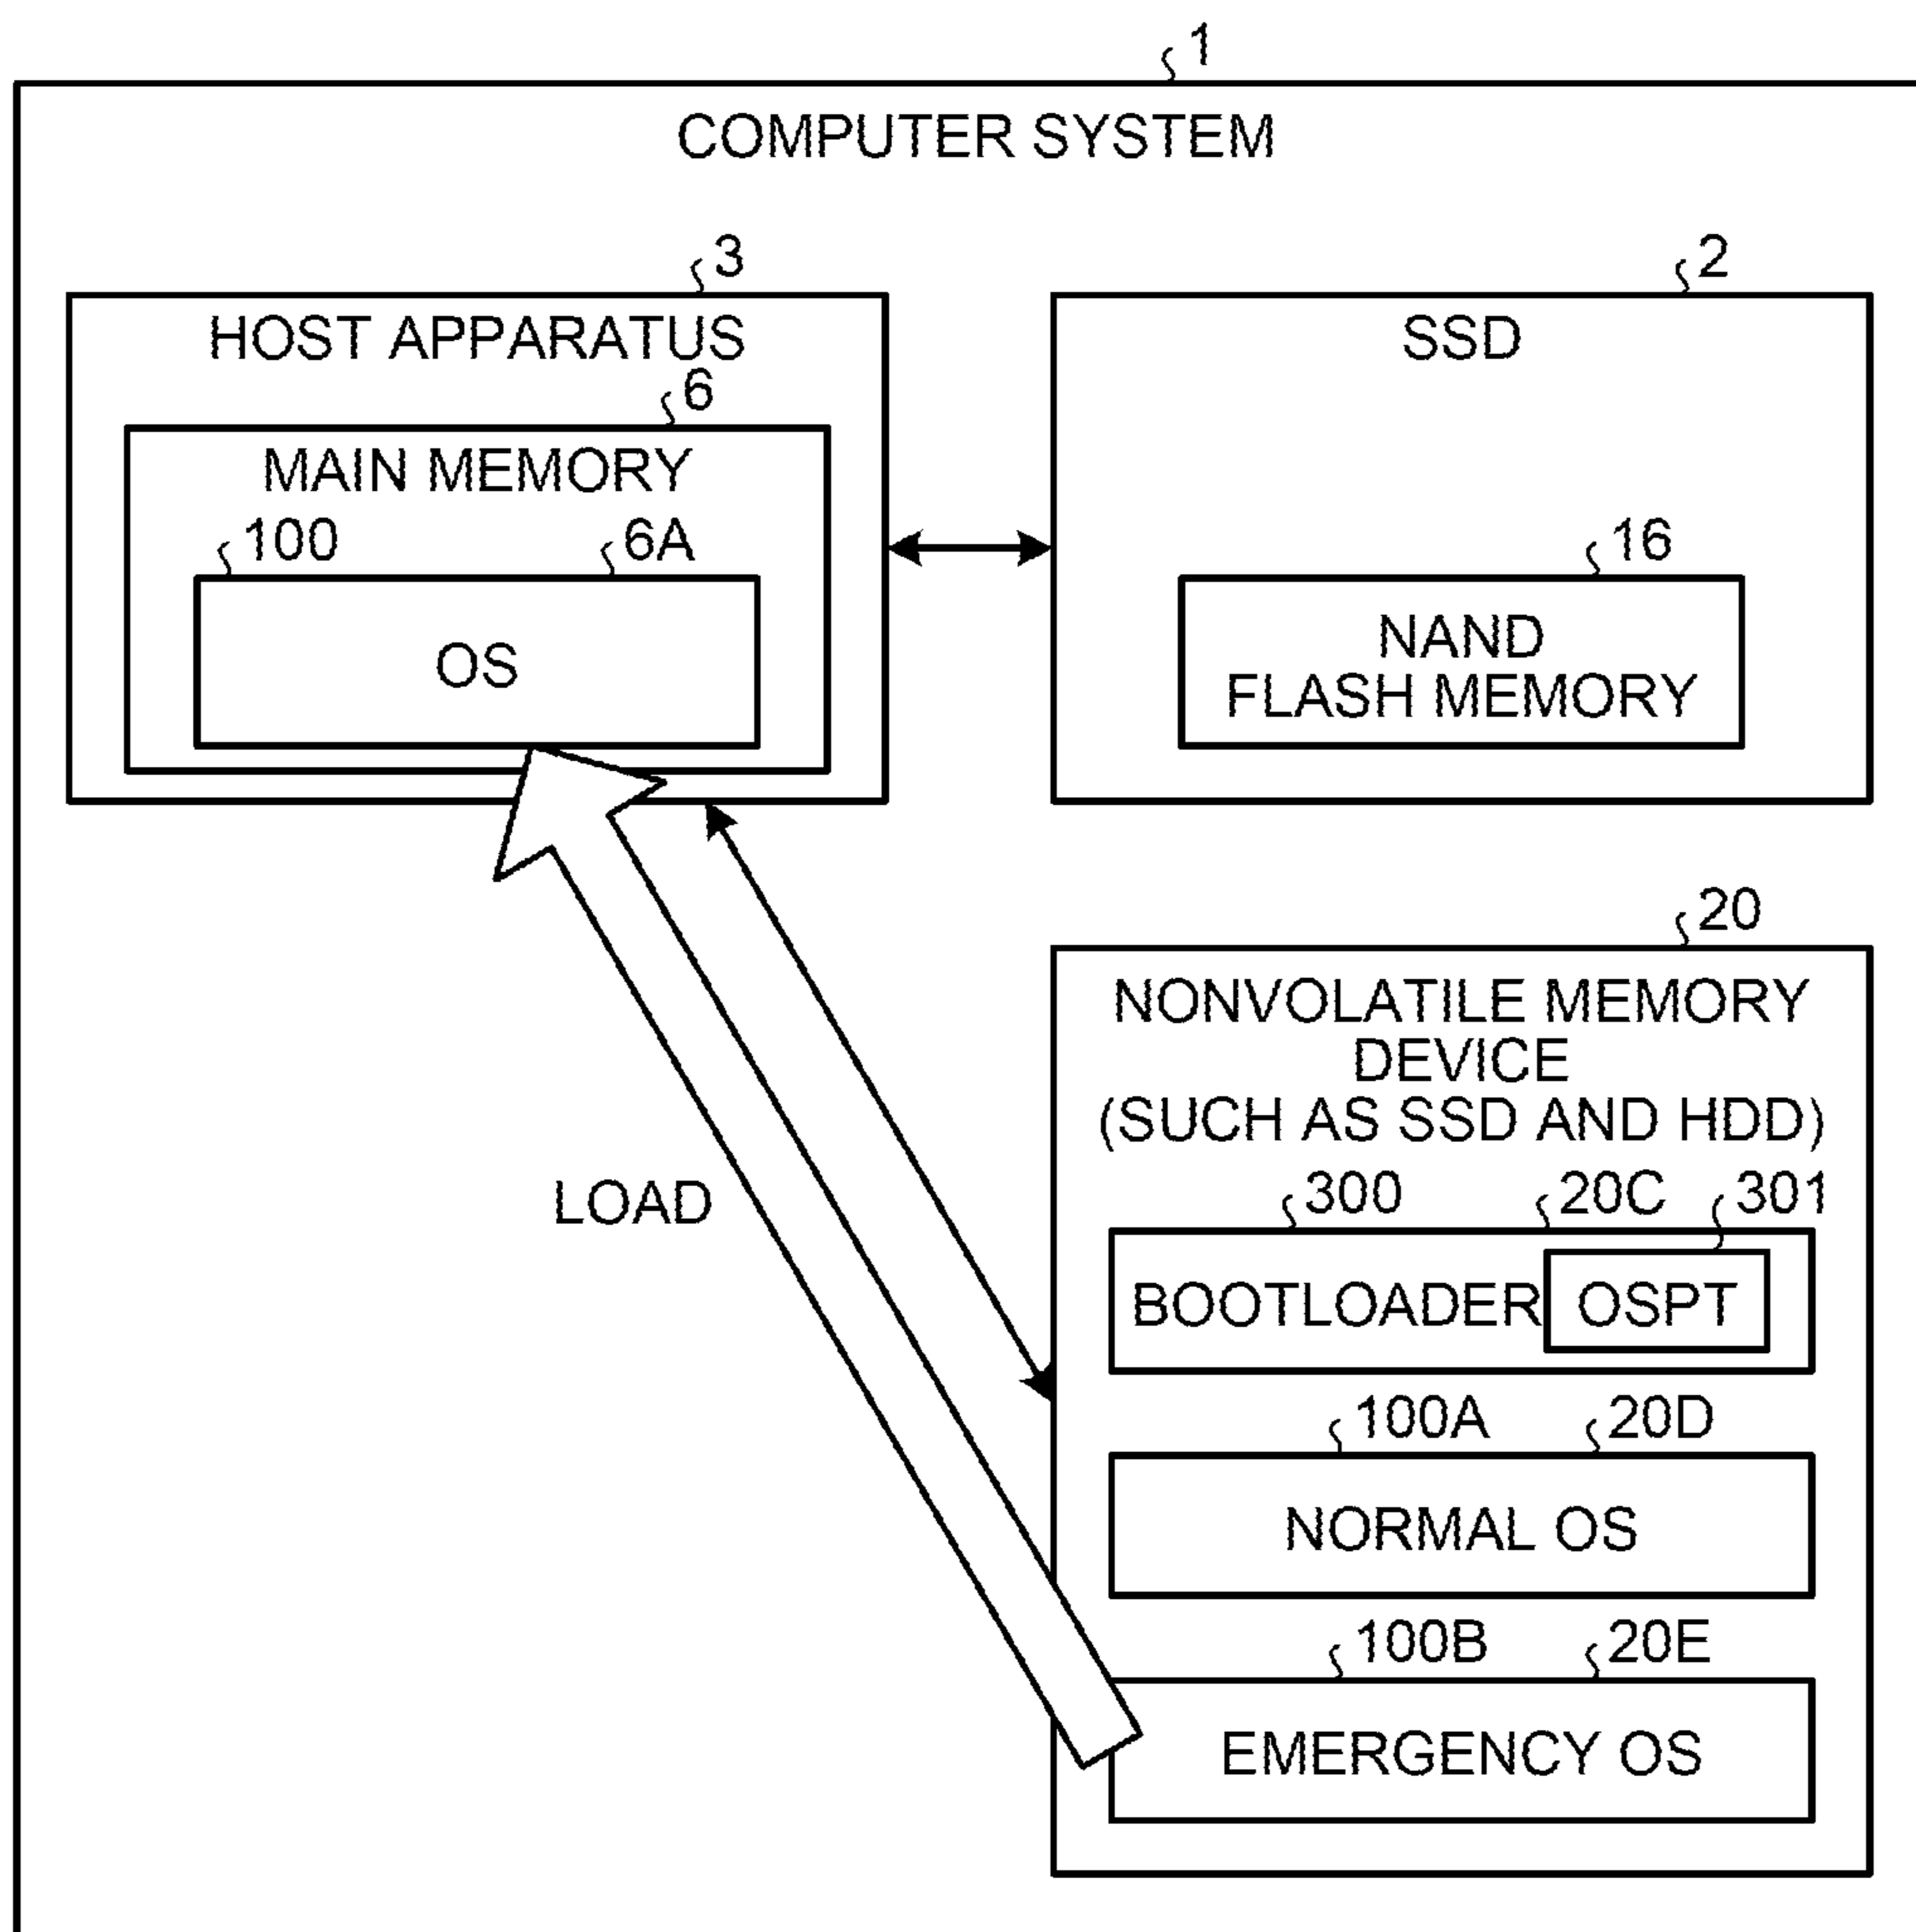 1
COMPUTER SYSTEM
3
HOST APPARATUS
6
MAIN MEMORY
100 6A
OS
2
SSD
16
NAND
FLASH MEMORY
LOAD
20
NONVOLATILE MEMORY
DEVICE
(SUCH AS SSD AND HDD)
300 20C 301
BOOTLOADER OSPT
100A 20D
NORMAL OS
100B 20E
EMERGENCY OS